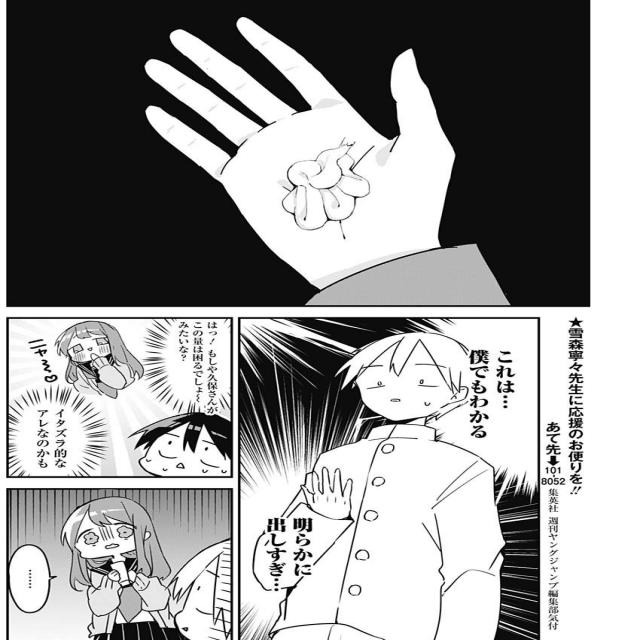 ★雪森寧々先生に応援のお便りを!!
あて先➡101
8052
集英社 週刊ヤングジャンプ編集部気付
これは…
僕でもわかる
明らかに
出しすぎ…
はっ！もしや久保さんが
この量は困るでしょ〜
みたいな？
ニャ〜〜♡
イタズラ的な
アレなのかも
………